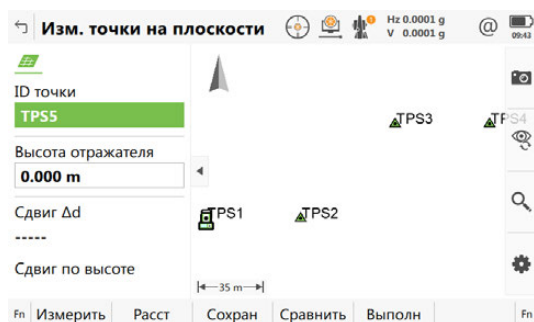 Изм. точки на плоскости
Hz 0.0001 g
V 0.0001 g
@
09:43
ID точки
TPS5
Высота отражателя
0.000 m
Сдвиг Δd
-----
Сдвиг по высоте
TPS3
TPS4
TPS1
TPS2
35 m
Fn Измерить Расст Сохран Сравнить Выполн Fn